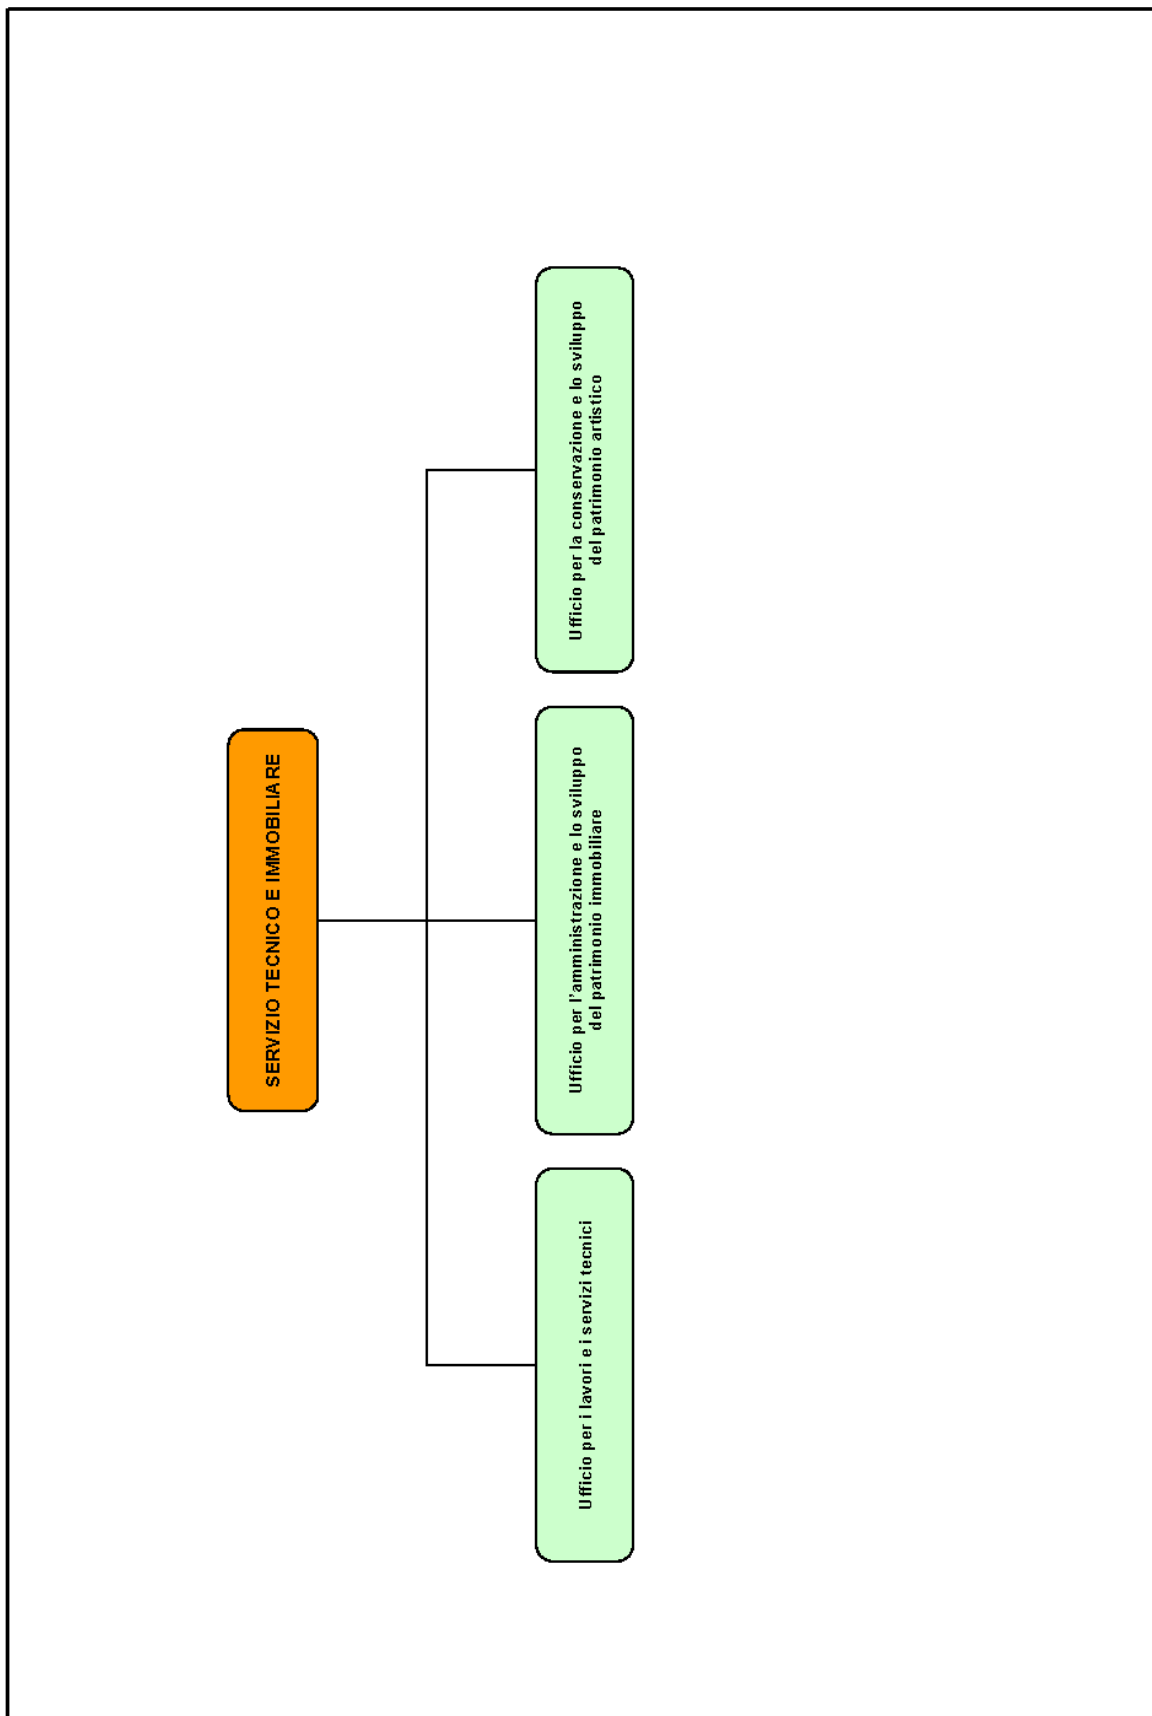 SERVIZIO TECNICO E IMMOBILIARE
Ufficio per i lavori e i servizi tecnici
Ufficio per l'amministrazione e lo sviluppo
del patrimonio immobiliare
Ufficio per la conservazione e lo sviluppo
del patrimonio artistico